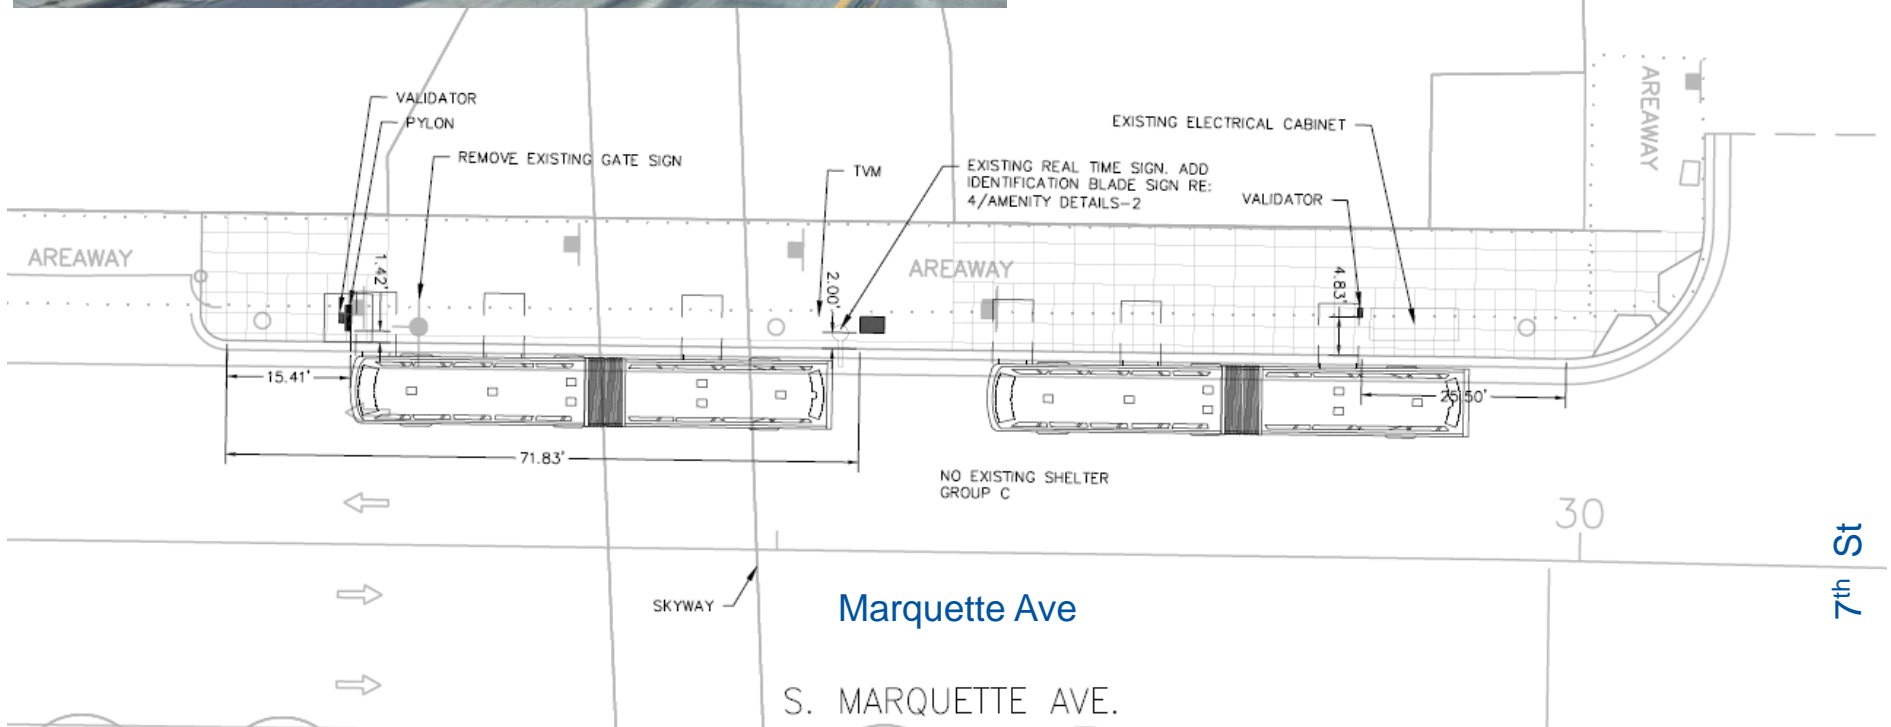 VALIDATOR
PYLON
REMOVE EXISTING GATE SIGN
TVM
EXISTING REAL TIME SIGN. ADD
IDENTIFICATION BLADE SIGN RE:
4/AMENITY DETAILS-2
EXISTING ELECTRICAL CABINET
VALIDATOR
AREAWAY
AREAWAY
AREAWAY
1.42'
2.00'
4.83'
15.41'
25.50'
71.83'
NO EXISTING SHELTER
GROUP C
30
7th St
SKYWAY
Marquette Ave
S. MARQUETTE AVE.